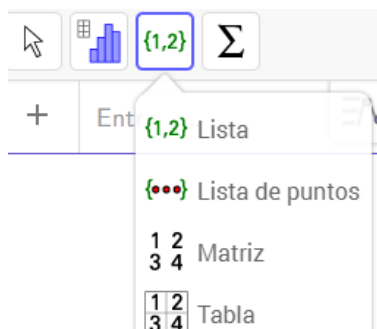 {1,2} Σ
+ Ent
{1,2} Lista
{•••} Lista de puntos
1 2
3 4 Matriz
1 2
3 4 Tabla